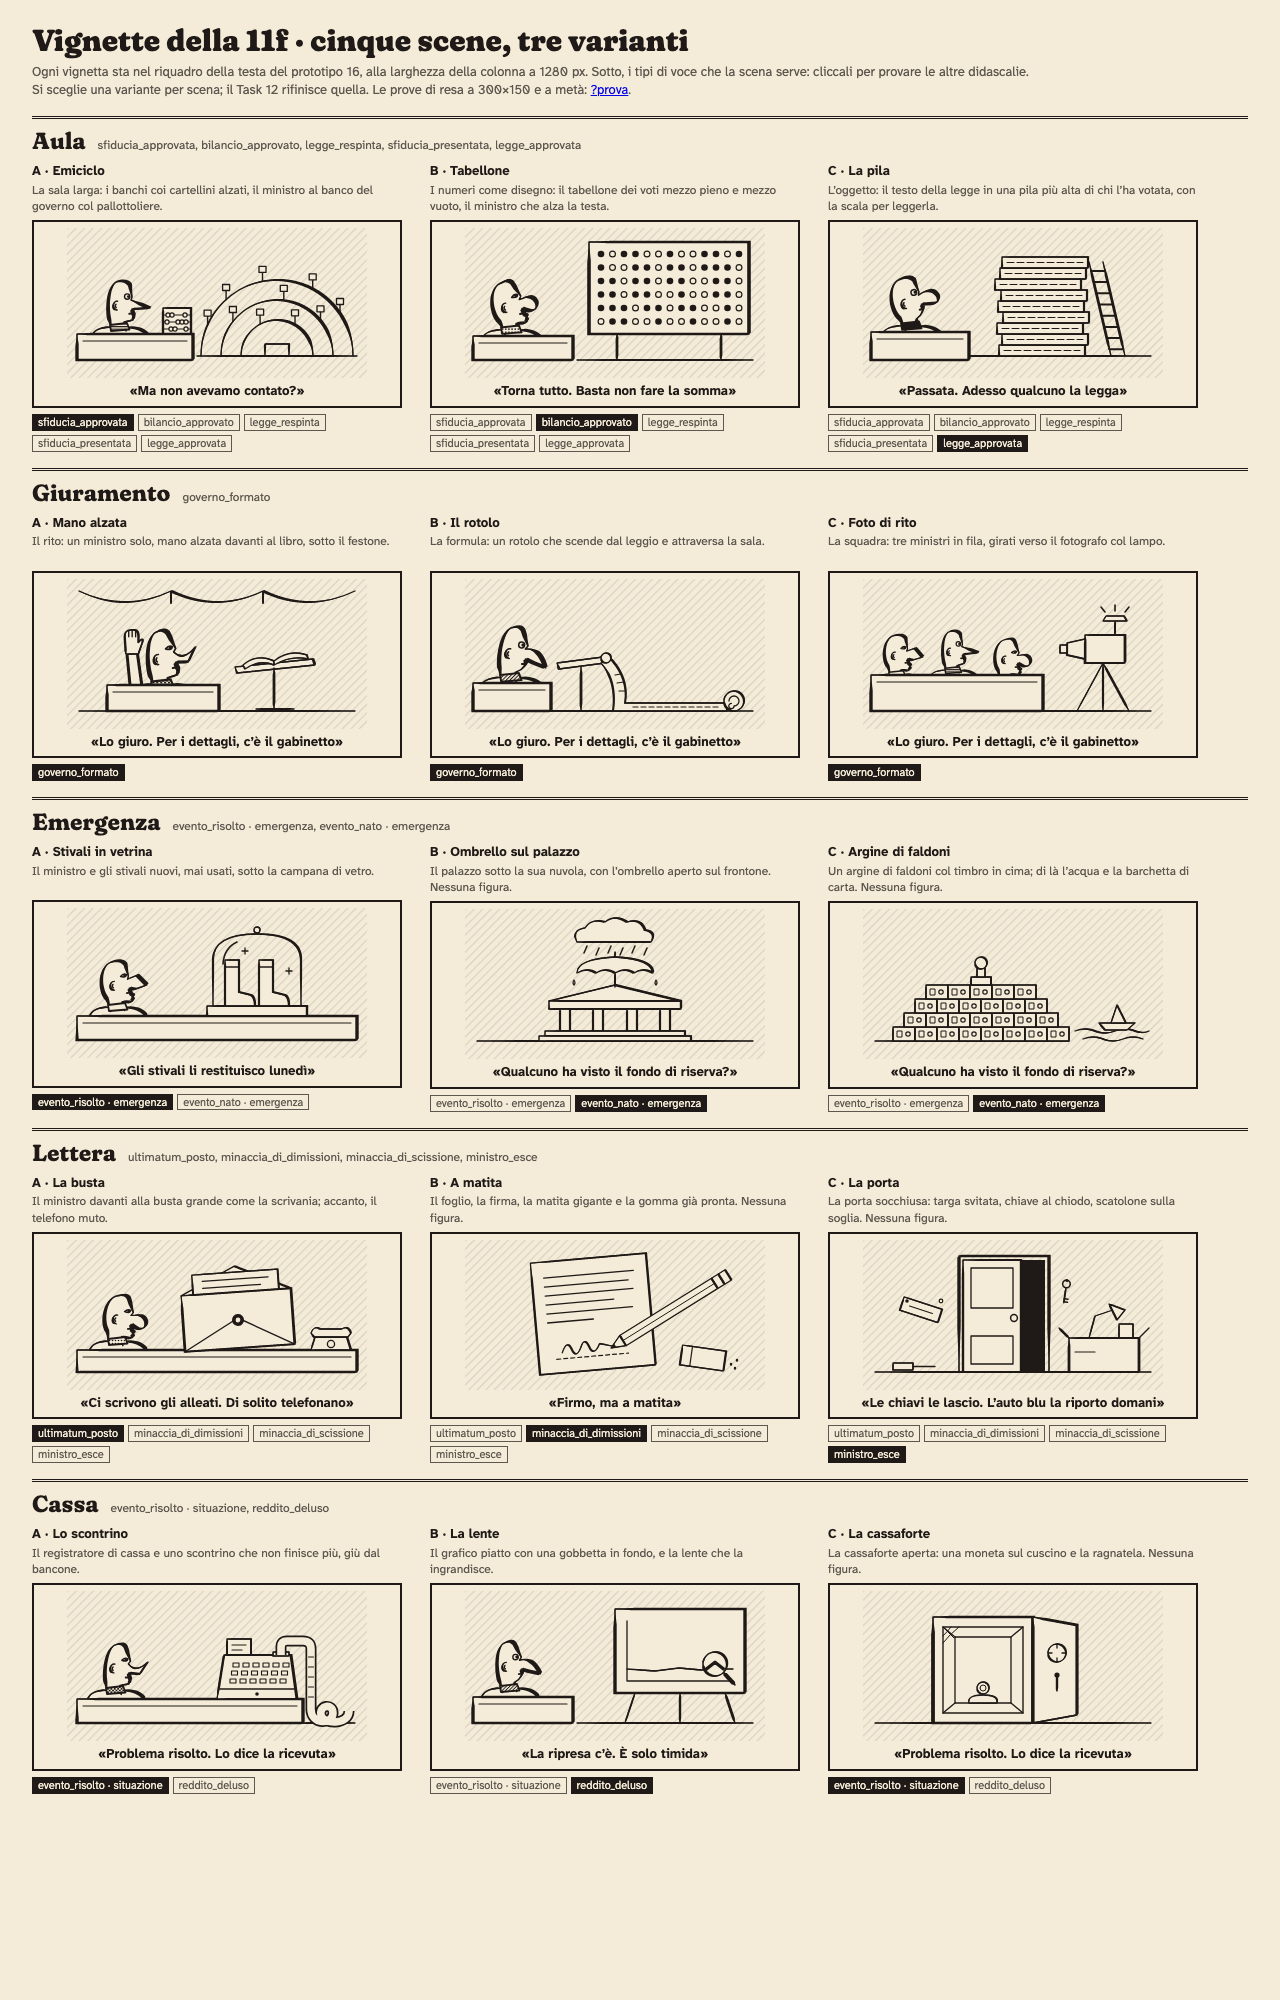 Vignette della 11f · cinque scene, tre varianti
Ogni vignetta sta nel riquadro della testa del prototipo 16, alla larghezza della colonna a 1280 px. Sotto, i tipi di voce che la scena serve: cliccali per provare le altre didascalie.
Si sceglie una variante per scena; il Task 12 rifinisce quella. Le prove di resa a 300×150 e a metà: ?prova.
Aula sfiducia_approvata, bilancio_approvato, legge_respinta, sfiducia_presentata, legge_approvata
A · Emiciclo
La sala larga: i banchi coi cartellini alzati, il ministro al banco del
governo col pallottoliere.
«Ma non avevamo contato?»
sfiducia_approvata bilancio_approvato legge_respinta
sfiducia_presentata legge_approvata
B · Tabellone
I numeri come disegno: il tabellone dei voti mezzo pieno e mezzo
vuoto, il ministro che alza la testa.
«Torna tutto. Basta non fare la somma»
sfiducia_approvata bilancio_approvato legge_respinta
sfiducia_presentata legge_approvata
C · La pila
L'oggetto: il testo della legge in una pila più alta di chi l'ha votata, con
la scala per leggerla.
«Passata. Adesso qualcuno la legga»
sfiducia_approvata bilancio_approvato legge_respinta
sfiducia_presentata legge_approvata
Giuramento governo_formato
A · Mano alzata
Il rito: un ministro solo, mano alzata davanti al libro, sotto il festone.
«Lo giuro. Per i dettagli, c'è il gabinetto»
governo_formato
B · Il rotolo
La formula: un rotolo che scende dal leggio e attraversa la sala.
«Lo giuro. Per i dettagli, c'è il gabinetto»
governo_formato
C · Foto di rito
La squadra: tre ministri in fila, girati verso il fotografo col lampo.
«Lo giuro. Per i dettagli, c'è il gabinetto»
governo_formato
Emergenza evento_risolto · emergenza, evento_nato · emergenza
A · Stivali in vetrina
Il ministro e gli stivali nuovi, mai usati, sotto la campana di vetro.
«Gli stivali li restituisco lunedì»
evento_risolto · emergenza evento_nato · emergenza
B · Ombrello sul palazzo
Il palazzo sotto la sua nuvola, con l'ombrello aperto sul frontone.
Nessuna figura.
«Qualcuno ha visto il fondo di riserva?»
evento_risolto · emergenza evento_nato · emergenza
C · Argine di faldoni
Un argine di faldoni col timbro in cima; di là l'acqua e la barchetta di
carta. Nessuna figura.
«Qualcuno ha visto il fondo di riserva?»
evento_risolto · emergenza evento_nato · emergenza
Lettera ultimatum_posto, minaccia_di_dimissioni, minaccia_di_scissione, ministro_esce
A · La busta
Il ministro davanti alla busta grande come la scrivania; accanto, il
telefono muto.
«Ci scrivono gli alleati. Di solito telefonano»
ultimatum_posto minaccia_di_dimissioni minaccia_di_scissione
ministro_esce
B · A matita
Il foglio, la firma, la matita gigante e la gomma già pronta. Nessuna
figura.
«Firmo, ma a matita»
ultimatum_posto minaccia_di_dimissioni minaccia_di_scissione
ministro_esce
C · La porta
La porta socchiusa: targa svitata, chiave al chiodo, scatolone sulla
soglia. Nessuna figura.
«Le chiavi le lascio. L'auto blu la riporto domani»
ultimatum_posto minaccia_di_dimissioni minaccia_di_scissione
ministro_esce
Cassa evento_risolto · situazione, reddito_deluso
A · Lo scontrino
Il registratore di cassa e uno scontrino che non finisce più, giù dal
bancone.
«Problema risolto. Lo dice la ricevuta»
evento_risolto · situazione reddito_deluso
B · La lente
Il grafico piatto con una gobbetta in fondo, e la lente che la
ingrandisce.
«La ripresa c'è. È solo timida»
evento_risolto · situazione reddito_deluso
C · La cassaforte
La cassaforte aperta: una moneta sul cuscino e la ragnatela. Nessuna
figura.
«Problema risolto. Lo dice la ricevuta»
evento_risolto · situazione reddito_deluso